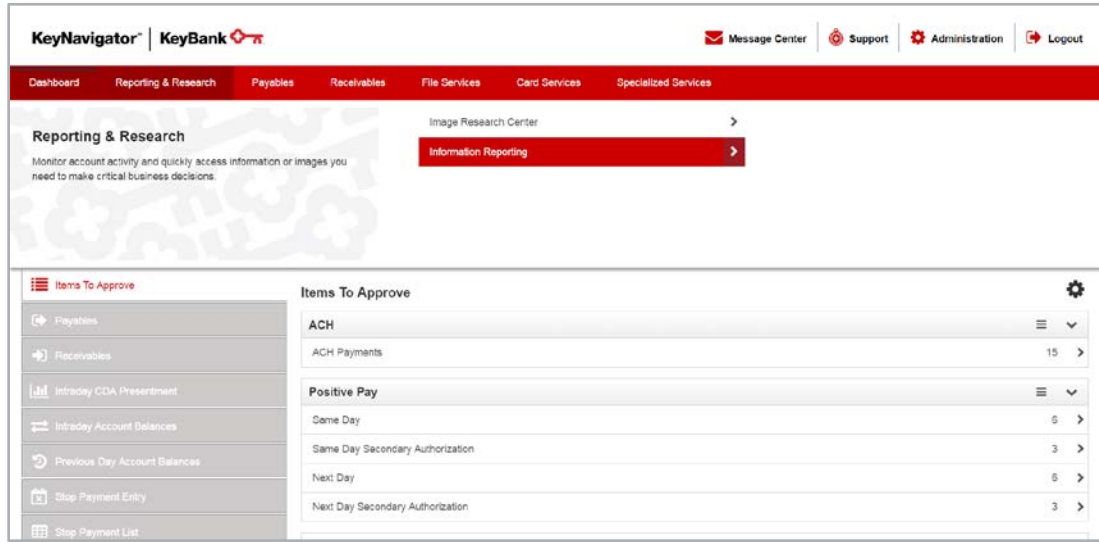 KeyNavigator™ | KeyBank
Message Center
Support
Administration
Logout
Dashboard
Reporting & Research
Payables
Receivables
File Services
Card Services
Specialized Services
Reporting & Research
Monitor account activity and quickly access information or images you
need to make critical business decisions.
Image Research Center
Information Reporting
Items To Approve
Payables
Receivables
Intraday CDA Presentment
Intraday Account Balances
Previous Day Account Balances
Stop Payment Entry
Stop Payment List
Items To Approve
ACH
ACH Payments 15
Positive Pay
Same Day 6
Same Day Secondary Authorization 3
Next Day 6
Next Day Secondary Authorization 3